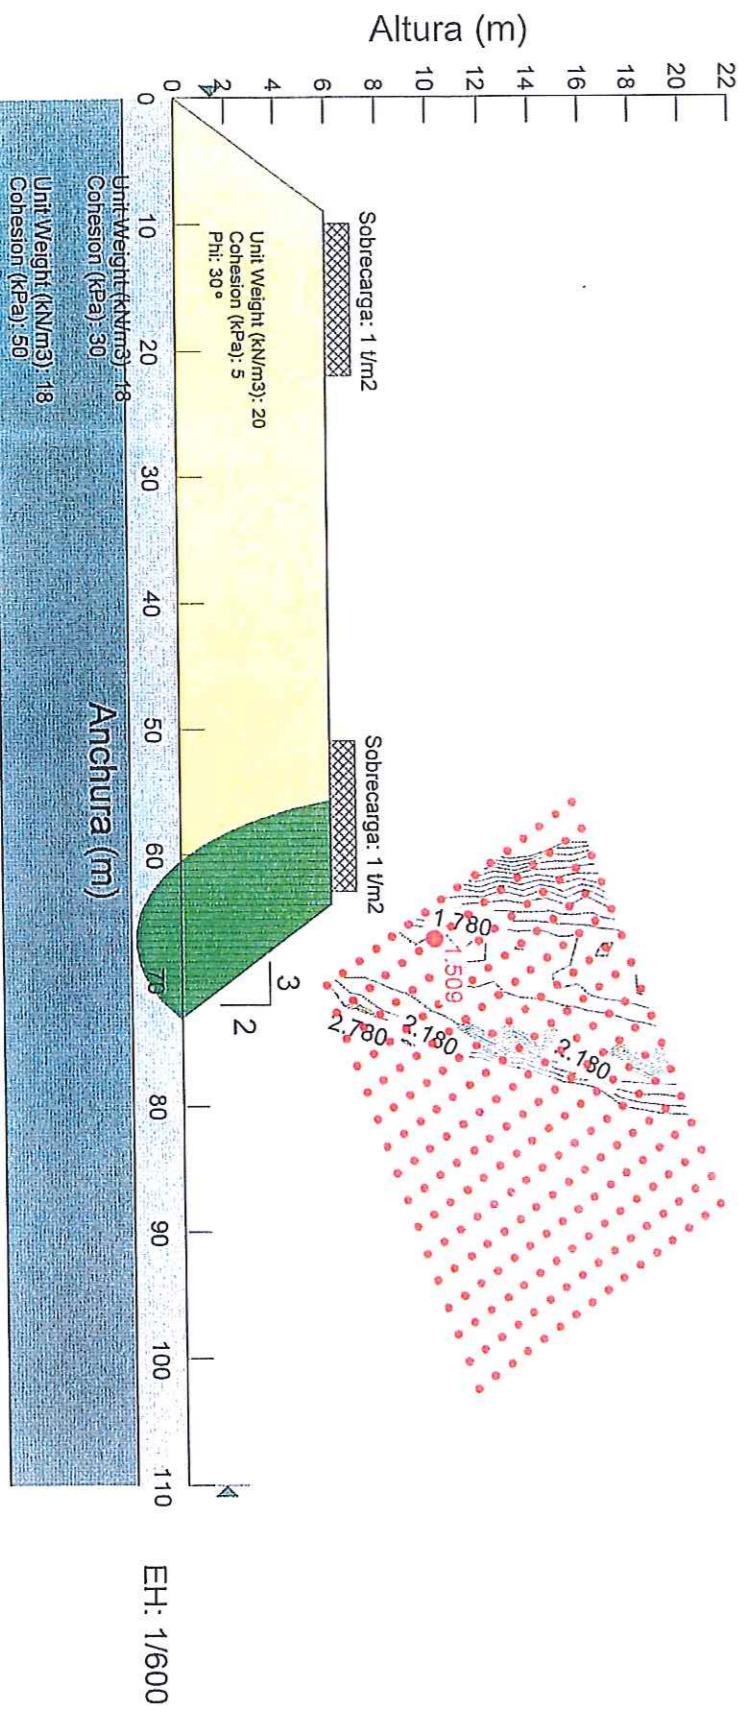 Altura (m)
22
20
18
16
14
12
10
8
6
4
2
0
Sobrecarga: 1 t/m2
Sobrecarga: 1 t/m2
Unit Weight (kN/m3): 20
Cohesion (kPa): 5
Phi: 30°
1.780
1.509
2.780
2.180
2.180
3
2
0
10
20
30
40
50
60
70
80
90
100
110
Unit Weight (kN/m3): 18
Cohesion (kPa): 30
Anchura (m)
Unit Weight (kN/m3): 18
Cohesion (kPa): 50
EH: 1/600